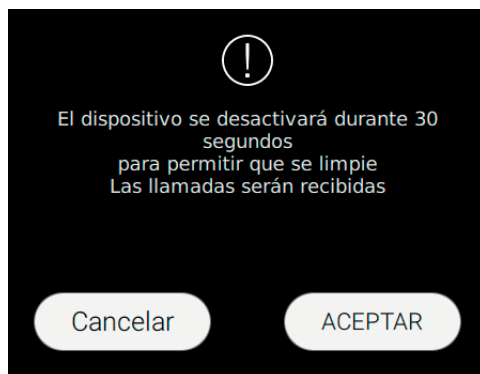 El dispositivo se desactivará durante 30
segundos
para permitir que se limpie
Las llamadas serán recibidas
Cancelar
ACEPTAR